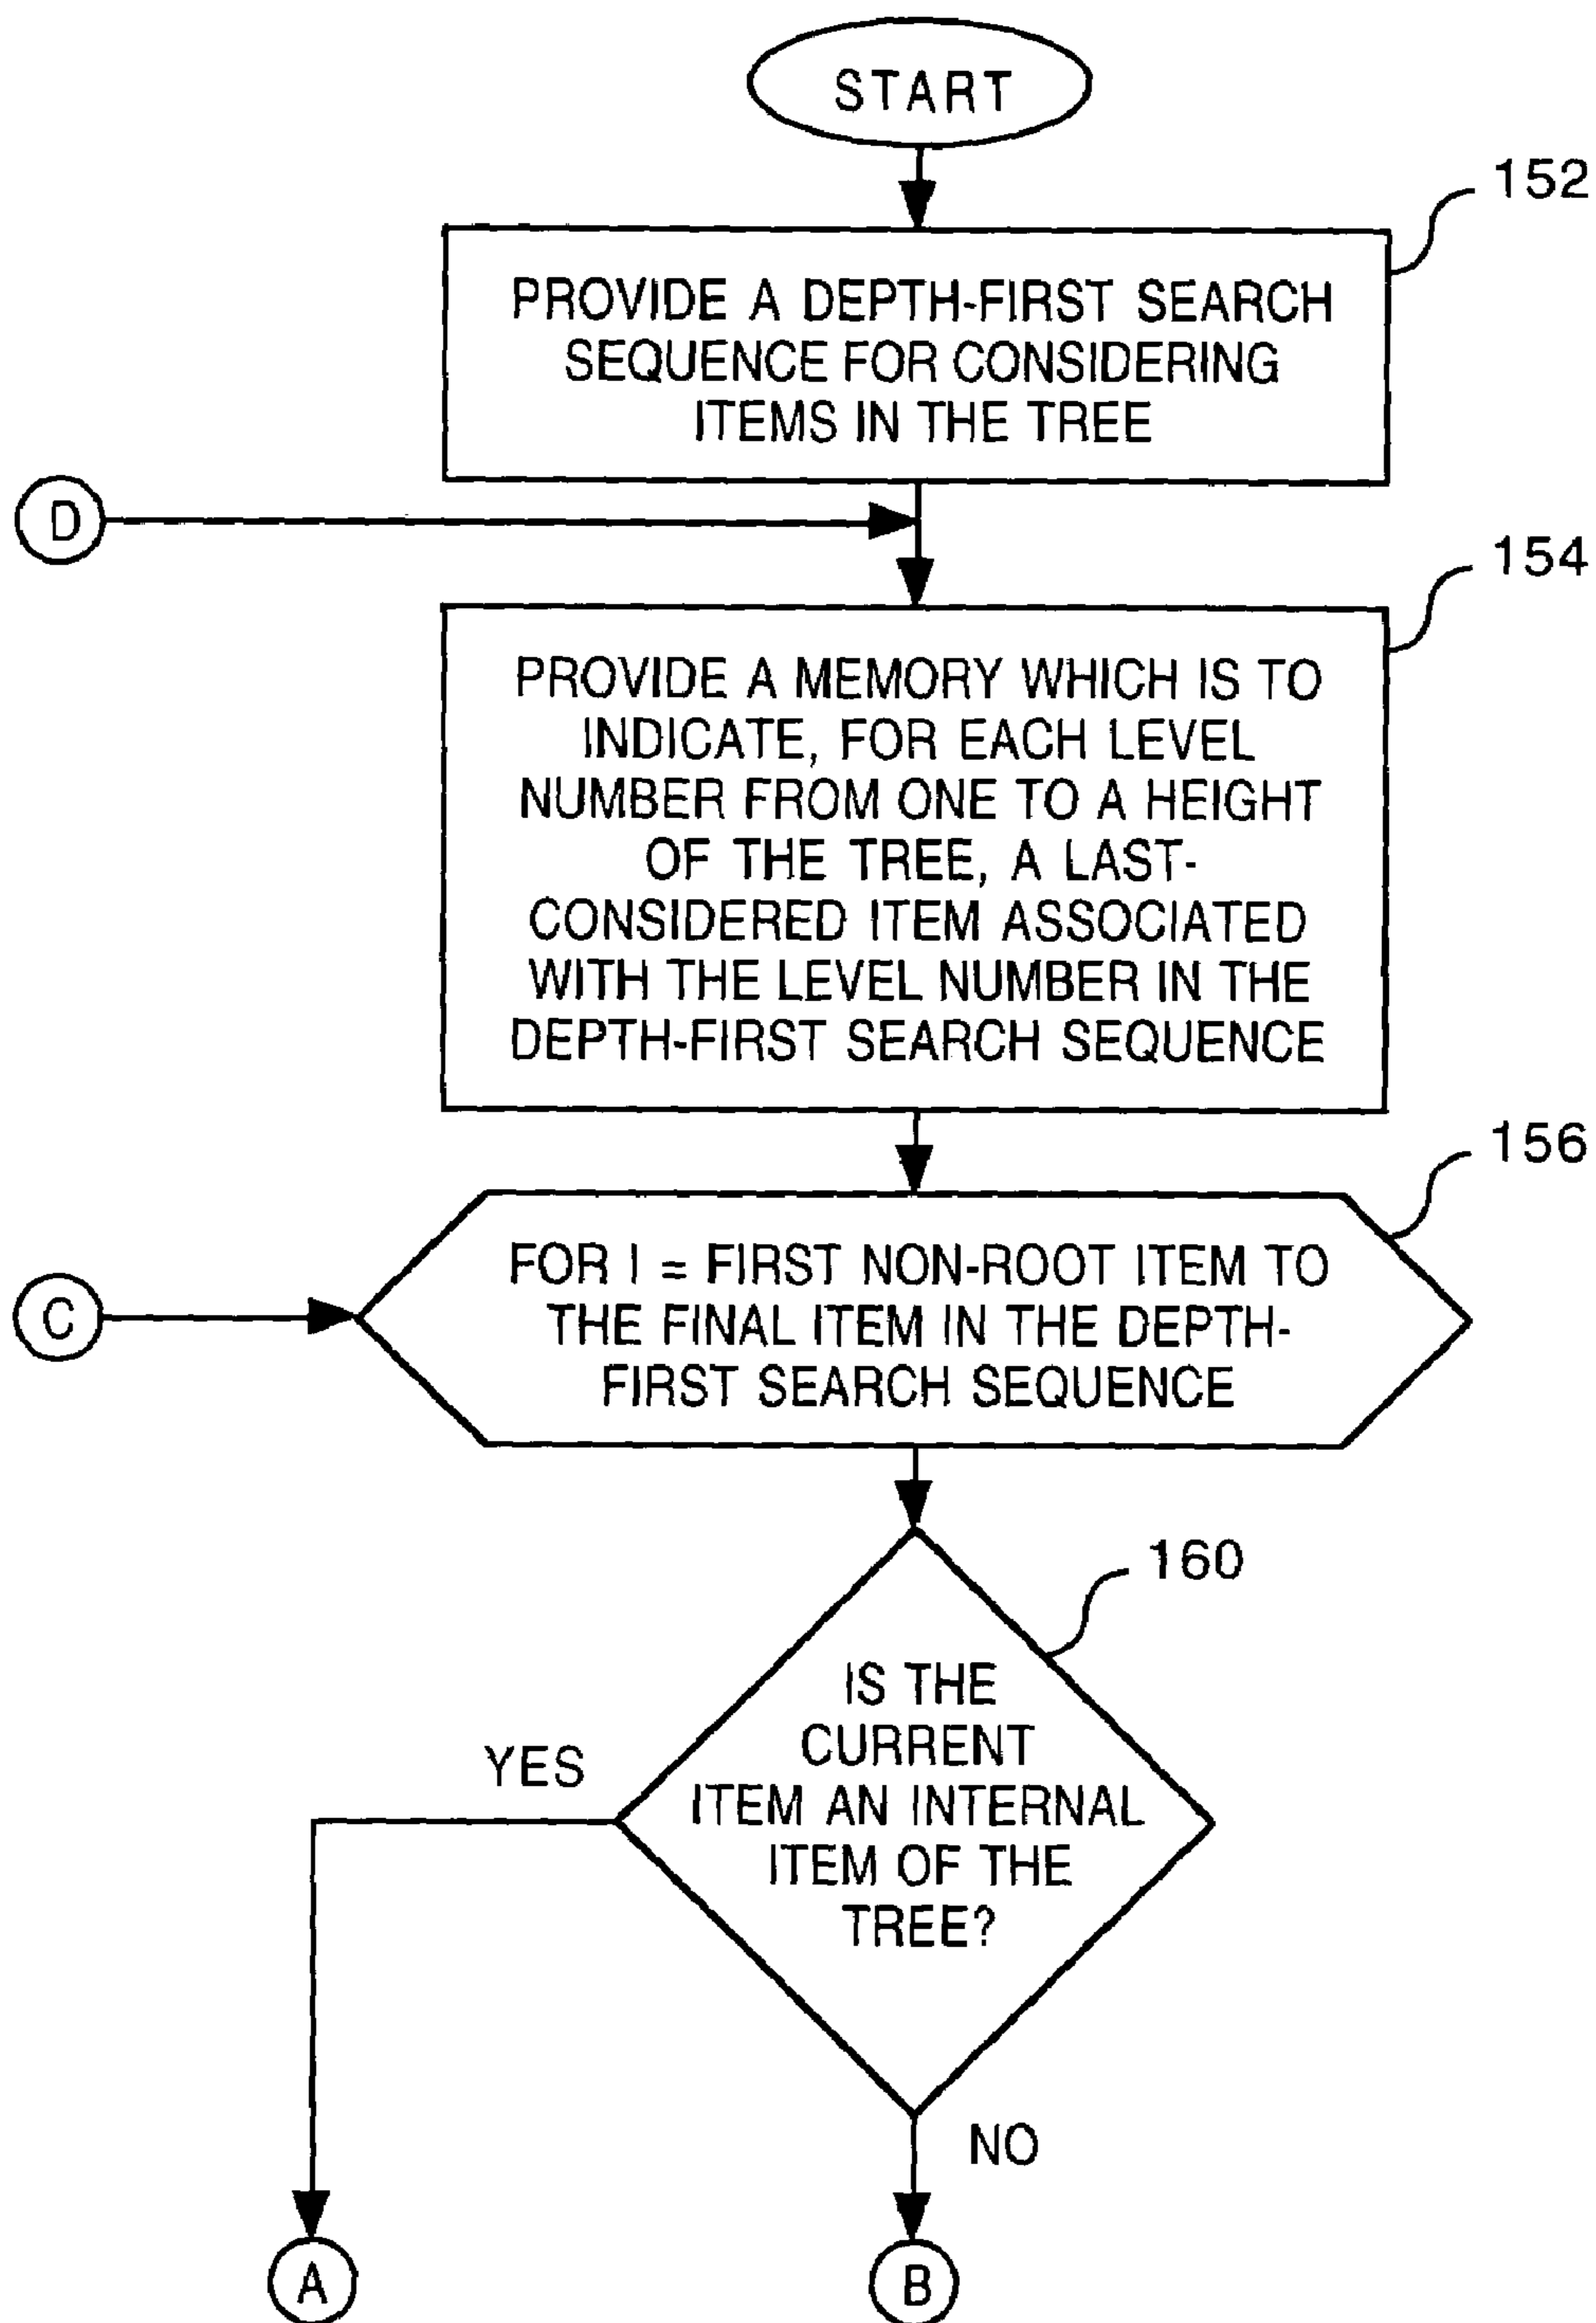 START
152
PROVIDE A DEPTH-FIRST SEARCH
SEQUENCE FOR CONSIDERING
ITEMS IN THE TREE
D
154
PROVIDE A MEMORY WHICH IS TO
INDICATE, FOR EACH LEVEL
NUMBER FROM ONE TO A HEIGHT
OF THE TREE, A LAST-
CONSIDERED ITEM ASSOCIATED
WITH THE LEVEL NUMBER IN THE
DEPTH-FIRST SEARCH SEQUENCE
156
FOR I = FIRST NON-ROOT ITEM TO
THE FINAL ITEM IN THE DEPTH-
FIRST SEARCH SEQUENCE
C
160
IS THE
CURRENT
ITEM AN INTERNAL
ITEM OF THE
TREE?
YES
NO
A
B